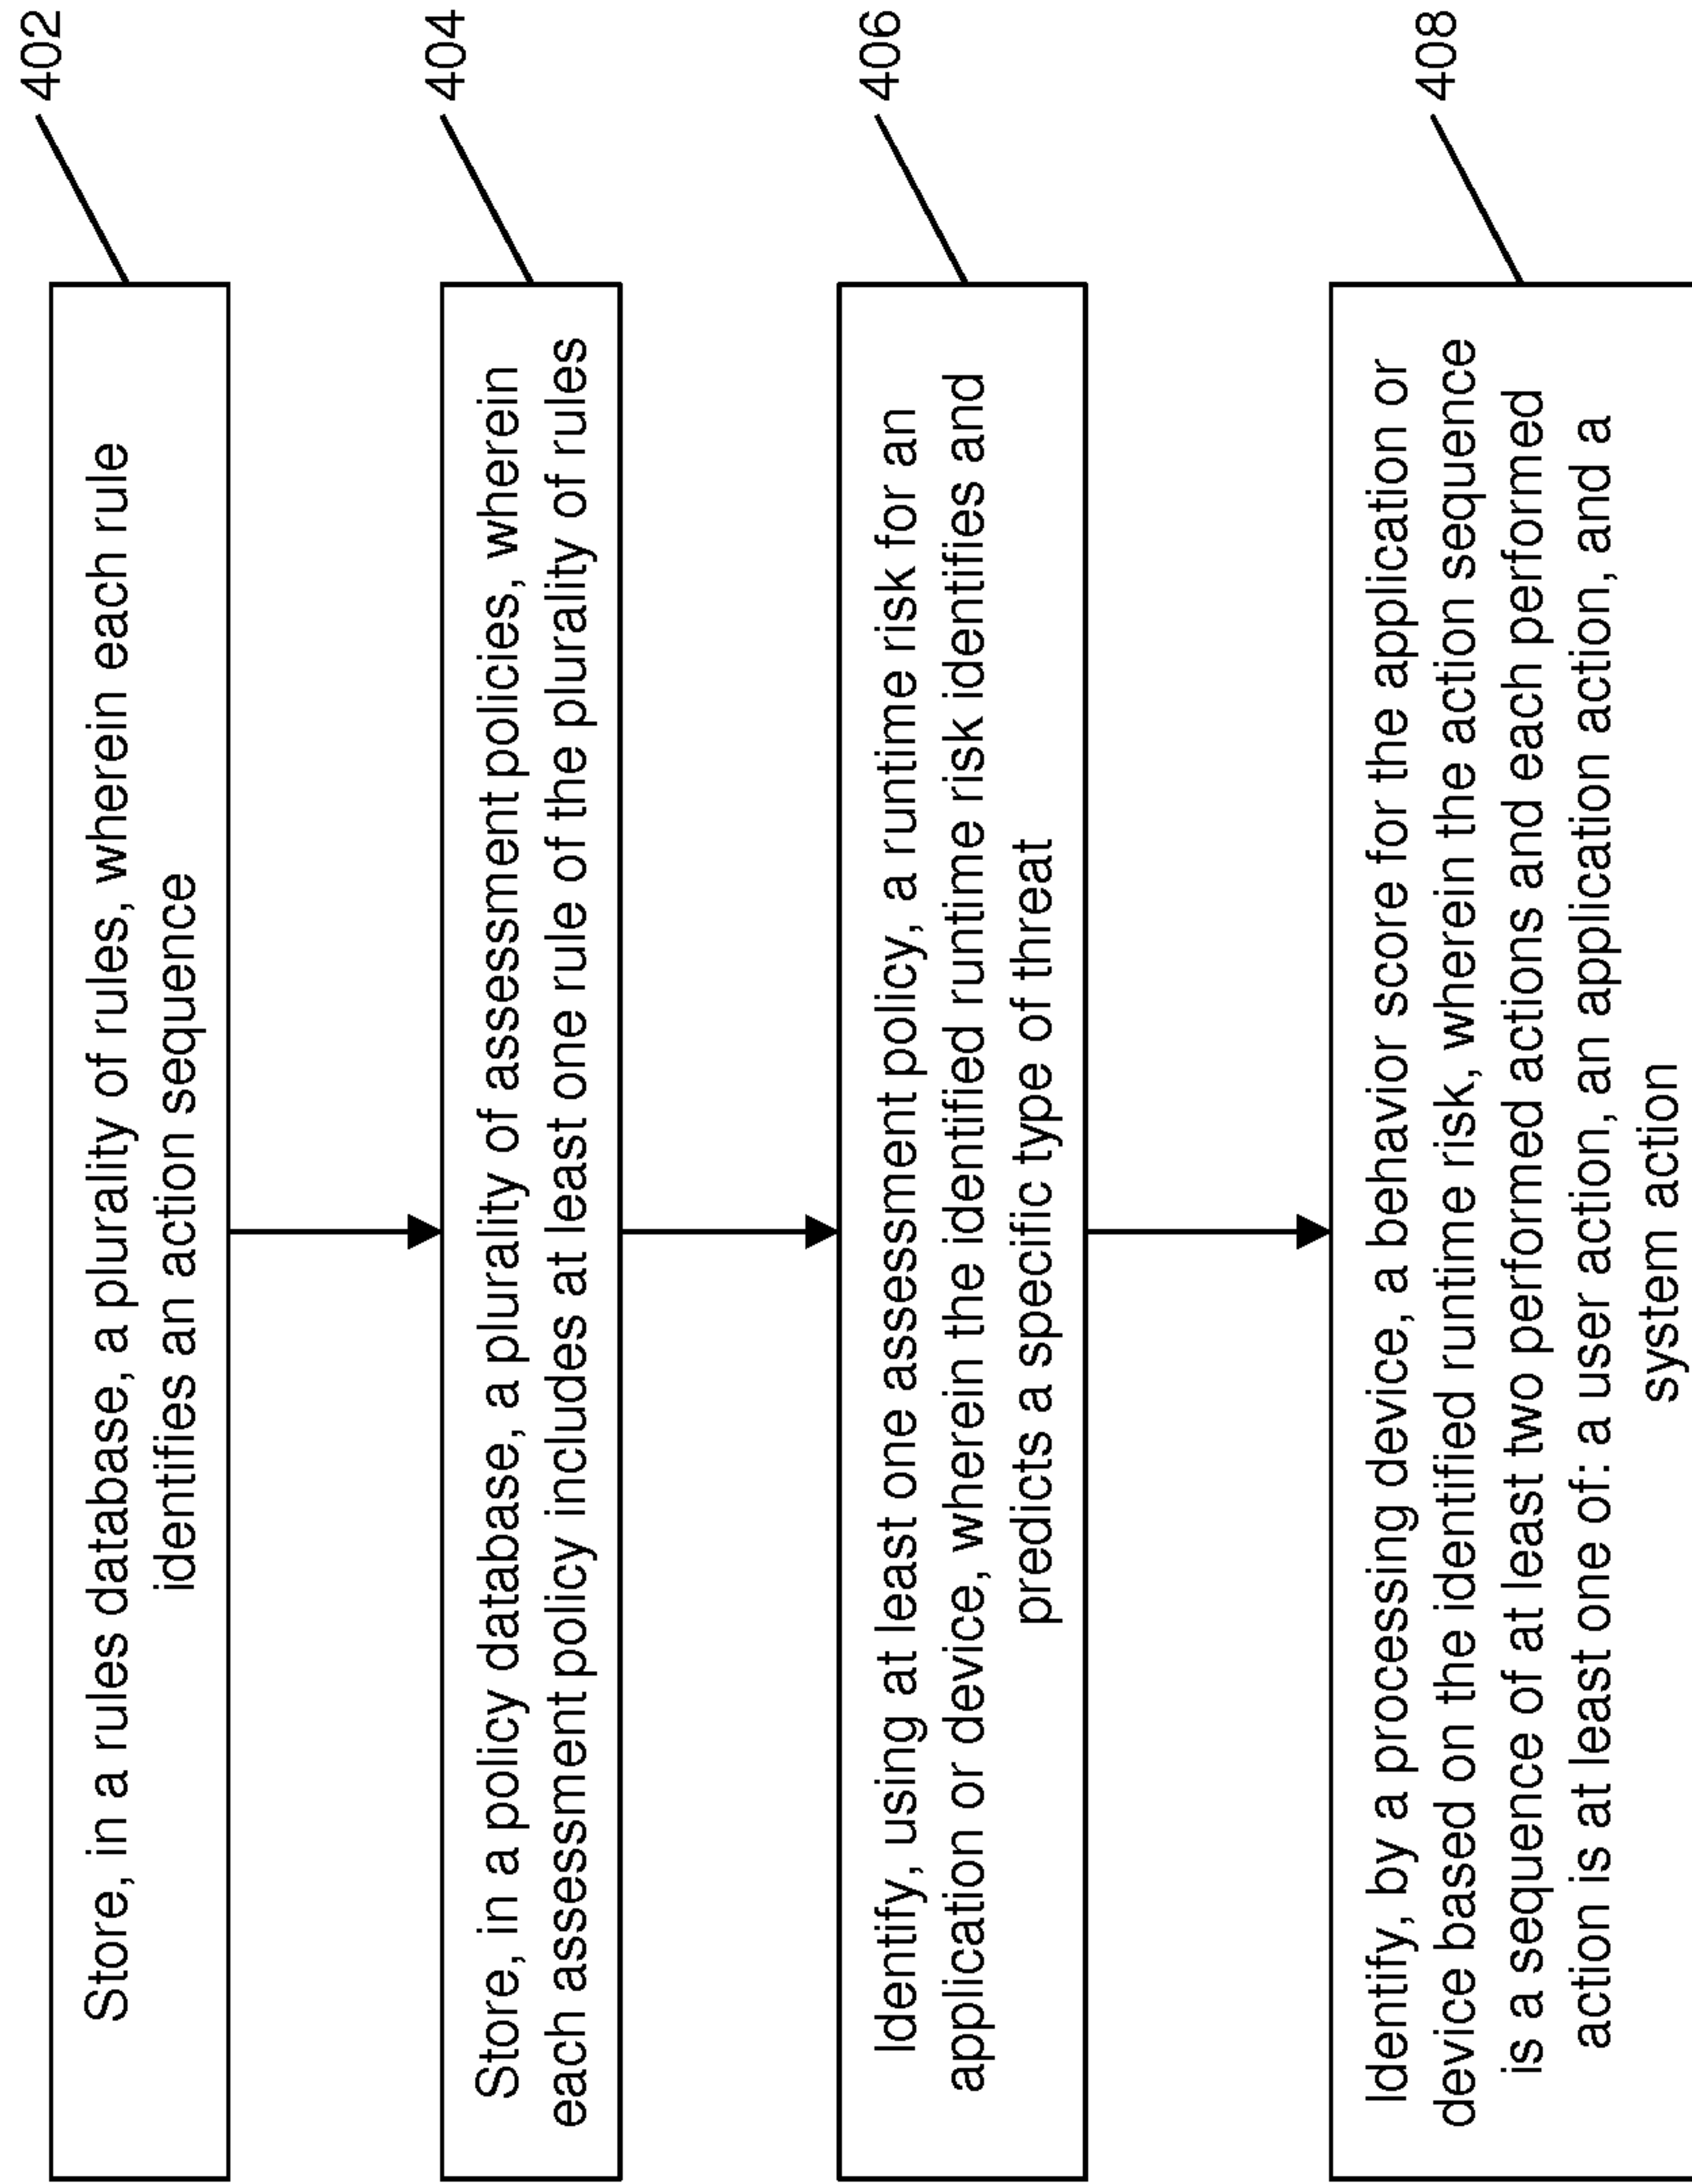 402
Store, in a rules database, a plurality of rules, wherein each rule
identifies an action sequence
404
Store, in a policy database, a plurality of assessment policies, wherein
each assessment policy includes at least one rule of the plurality of rules
406
Identify, using at least one assessment policy, a runtime risk for an
application or device, wherein the identified runtime risk identifies and
predicts a specific type of threat
408
Identify, by a processing device, a behavior score for the application or
device based on the identified runtime risk, wherein the action sequence
is a sequence of at least two performed actions and each performed
action is at least one of: a user action, an application action, and a
system action